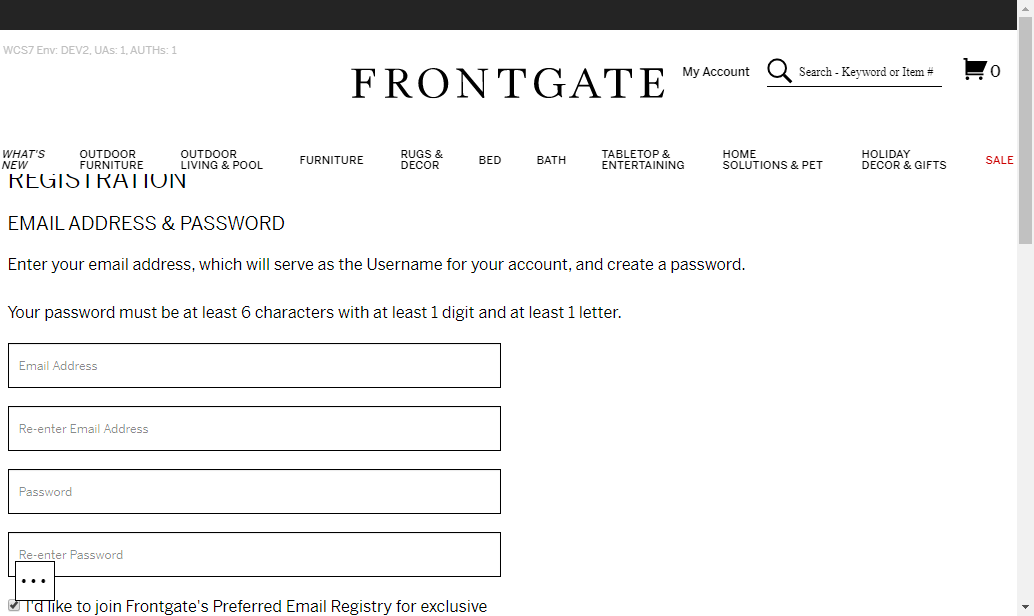 WCS7 Env: DEV2, UAs: 1, AUTHs: 1
FRONTGATE
My Account
Search - Keyword or Item #
0
WHAT'S NEW
OUTDOOR FURNITURE
OUTDOOR LIVING & POOL
FURNITURE
RUGS & DECOR
BED
BATH
TABLETOP & ENTERTAINING
HOME SOLUTIONS & PET
HOLIDAY DECOR & GIFTS
SALE
REGISTRATION
EMAIL ADDRESS & PASSWORD
Enter your email address, which will serve as the Username for your account, and create a password.
Your password must be at least 6 characters with at least 1 digit and at least 1 letter.
Email Address
Re-enter Email Address
Password
Re-enter Password
...
I'd like to join Frontgate's Preferred Email Registry for exclusive